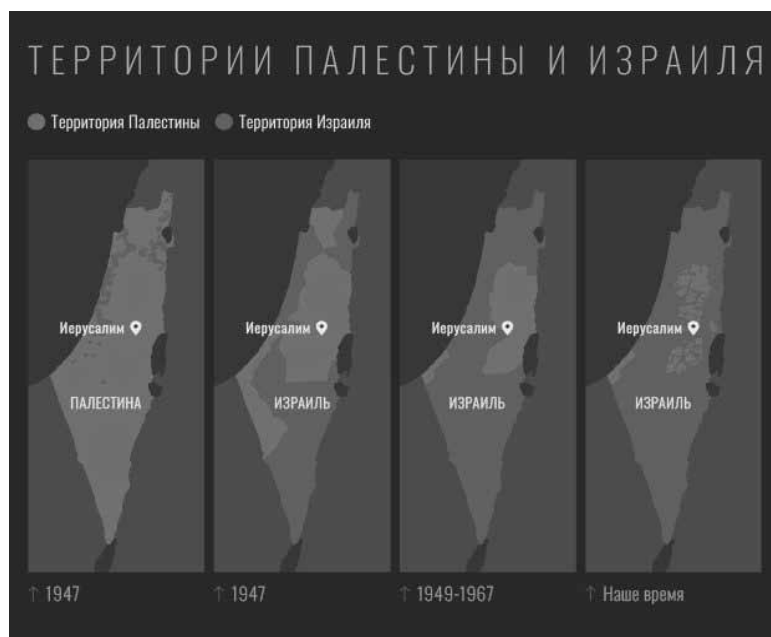 ТЕРРИТОРИИ ПАЛЕСТИНЫ И ИЗРАИЛЯ
Территория Палестины Территория Израиля
Иерусалим Иерусалим Иерусалим Иерусалим
ПАЛЕСТИНА ИЗРАИЛЬ ИЗРАИЛЬ ИЗРАИЛЬ
↑ 1947 ↑ 1947 ↑ 1949-1967 ↑ Наше время